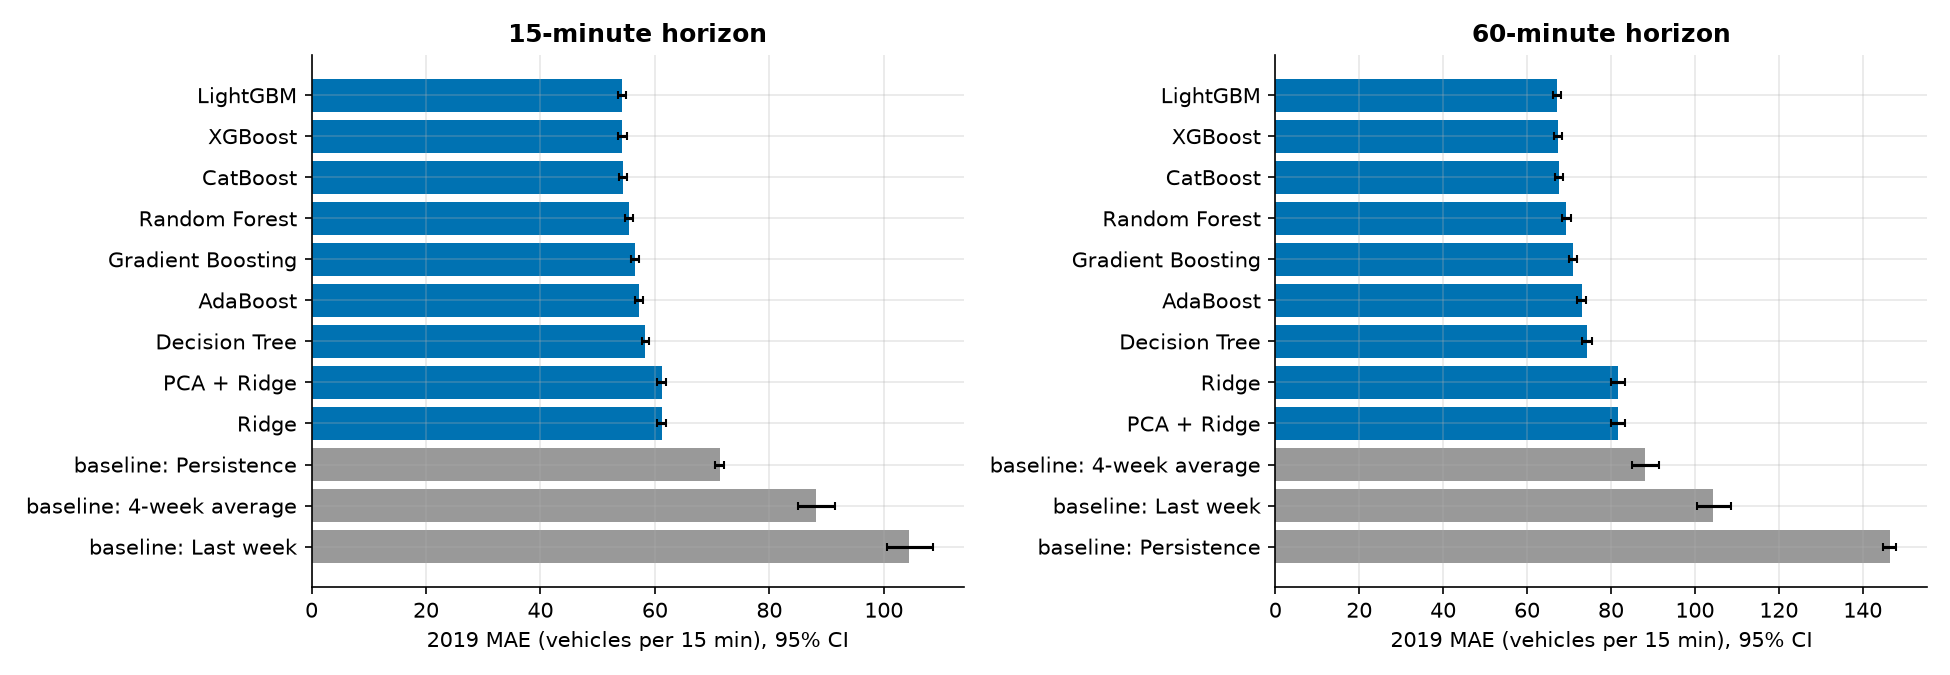 15-minute horizon
LightGBM
XGBoost
CatBoost
Random Forest
Gradient Boosting
AdaBoost
Decision Tree
PCA + Ridge
Ridge
baseline: Persistence
baseline: 4-week average
baseline: Last week
0 20 40 60 80 100
2019 MAE (vehicles per 15 min), 95% CI
60-minute horizon
LightGBM
XGBoost
CatBoost
Random Forest
Gradient Boosting
AdaBoost
Decision Tree
Ridge
PCA + Ridge
baseline: 4-week average
baseline: Last week
baseline: Persistence
0 20 40 60 80 100 120 140
2019 MAE (vehicles per 15 min), 95% CI